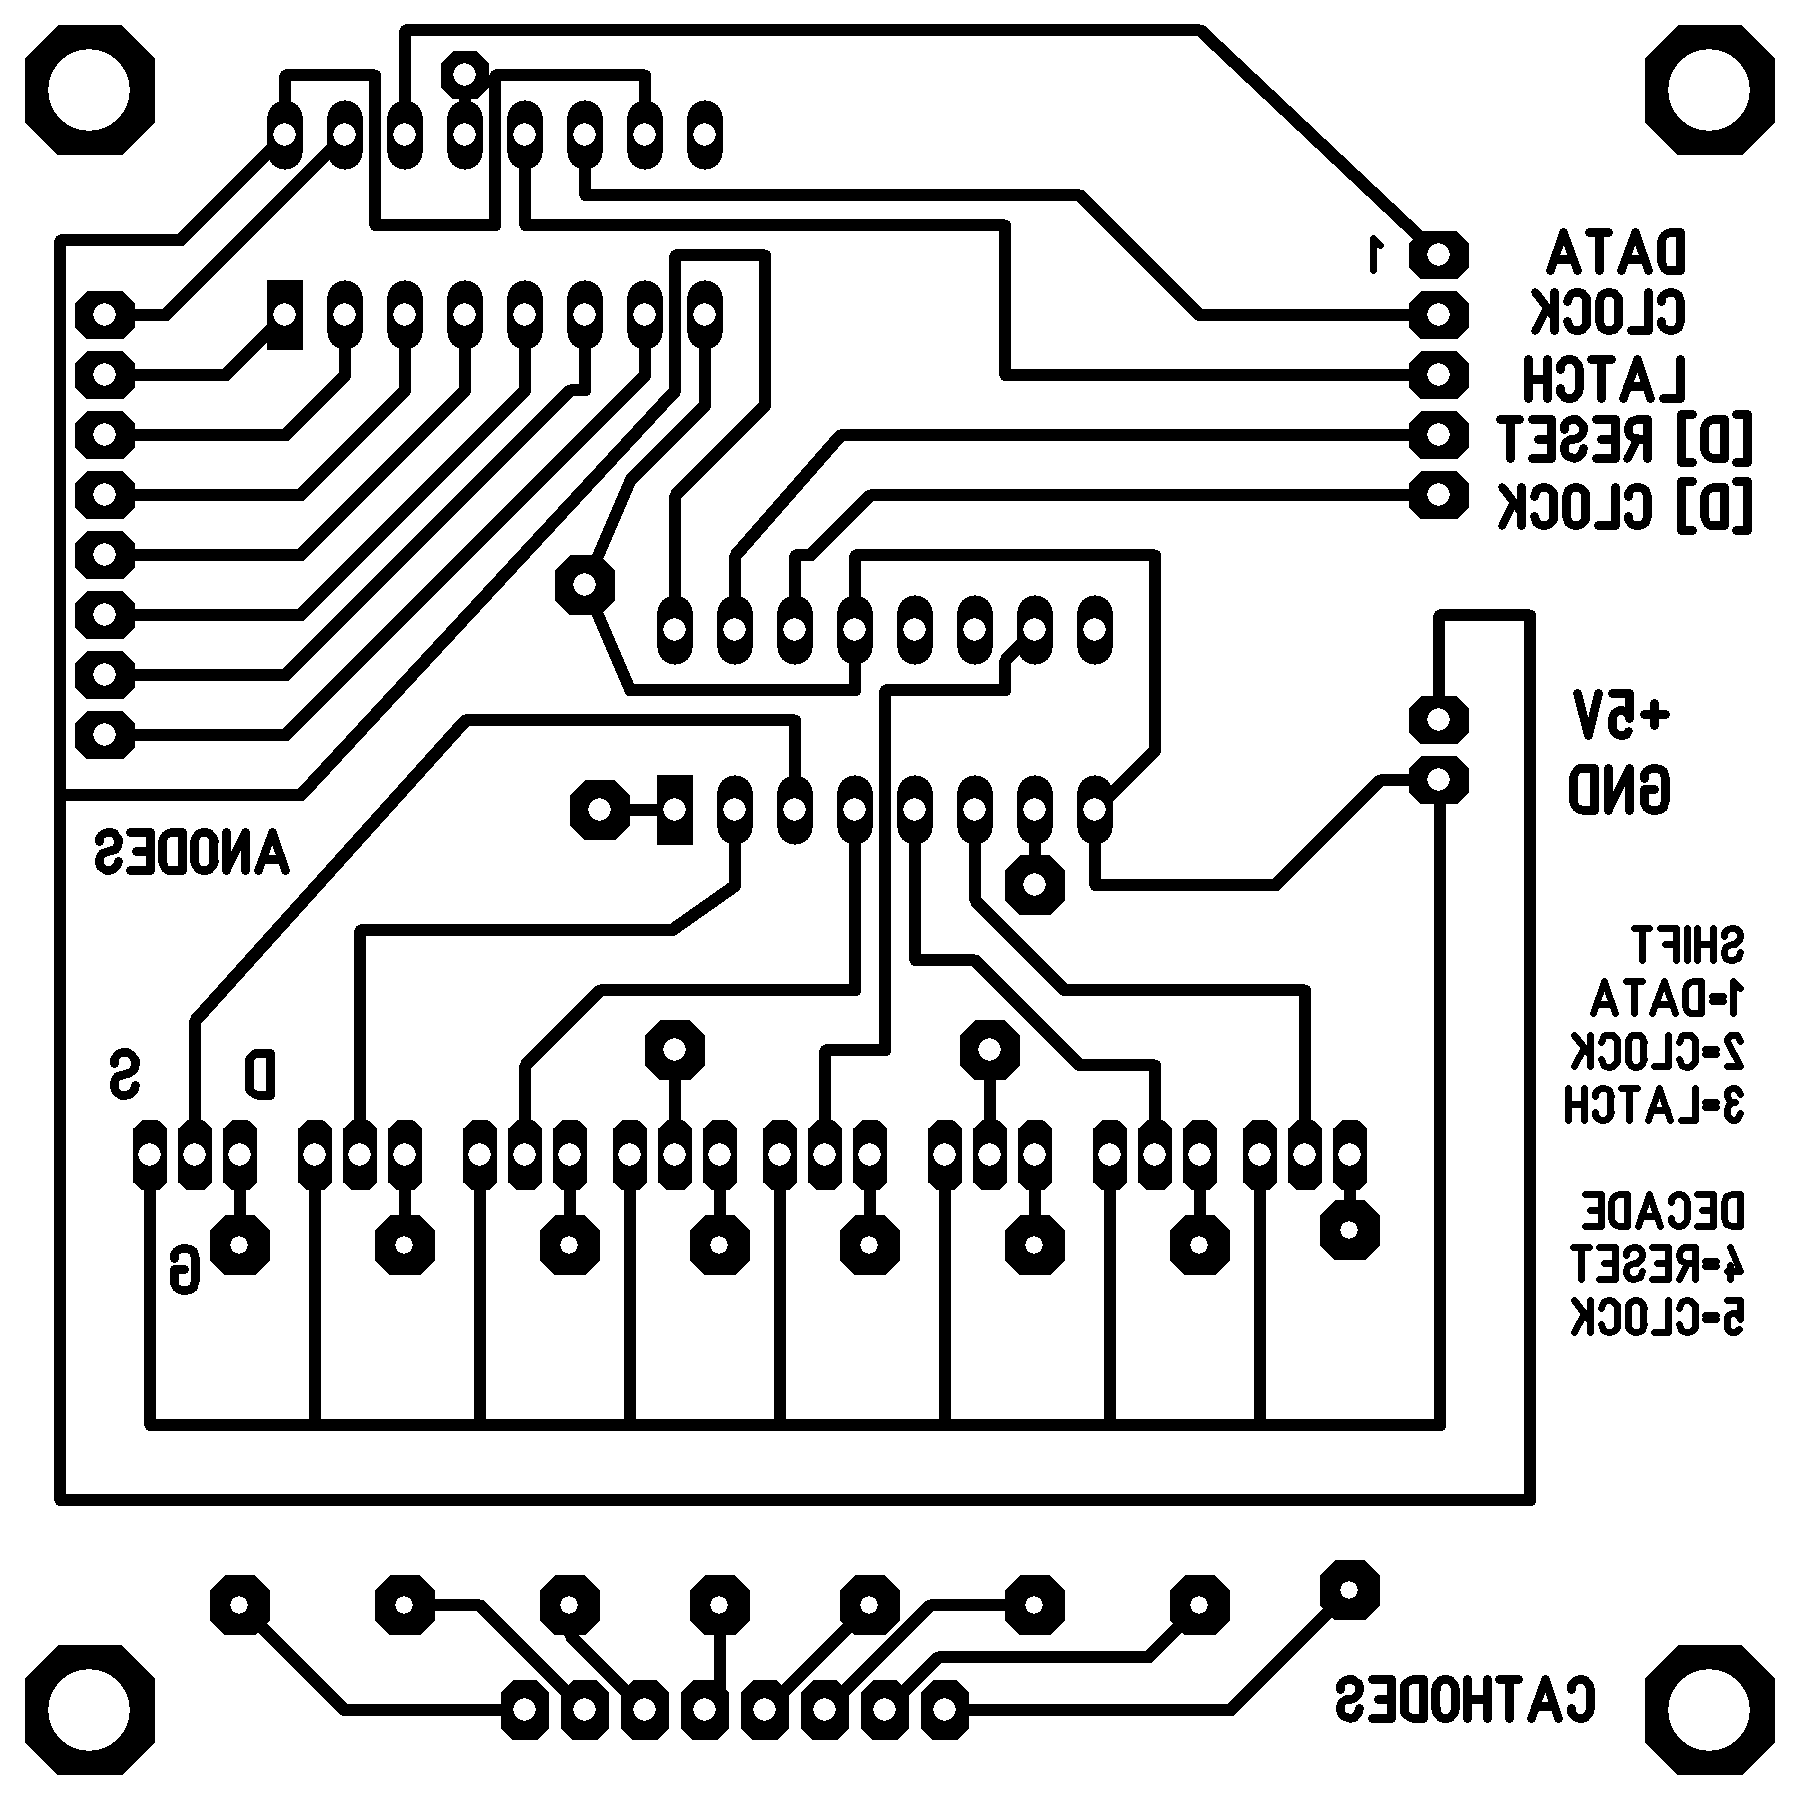 1
DATA
CLOCK
LATCH
[D] RESET
[D] CLOCK
+5V
GND
ANODES
SHIFT
1=DATA
2=CLOCK
3=LATCH
S
D
G
DECADE
4=RESET
5=CLOCK
CATHODES